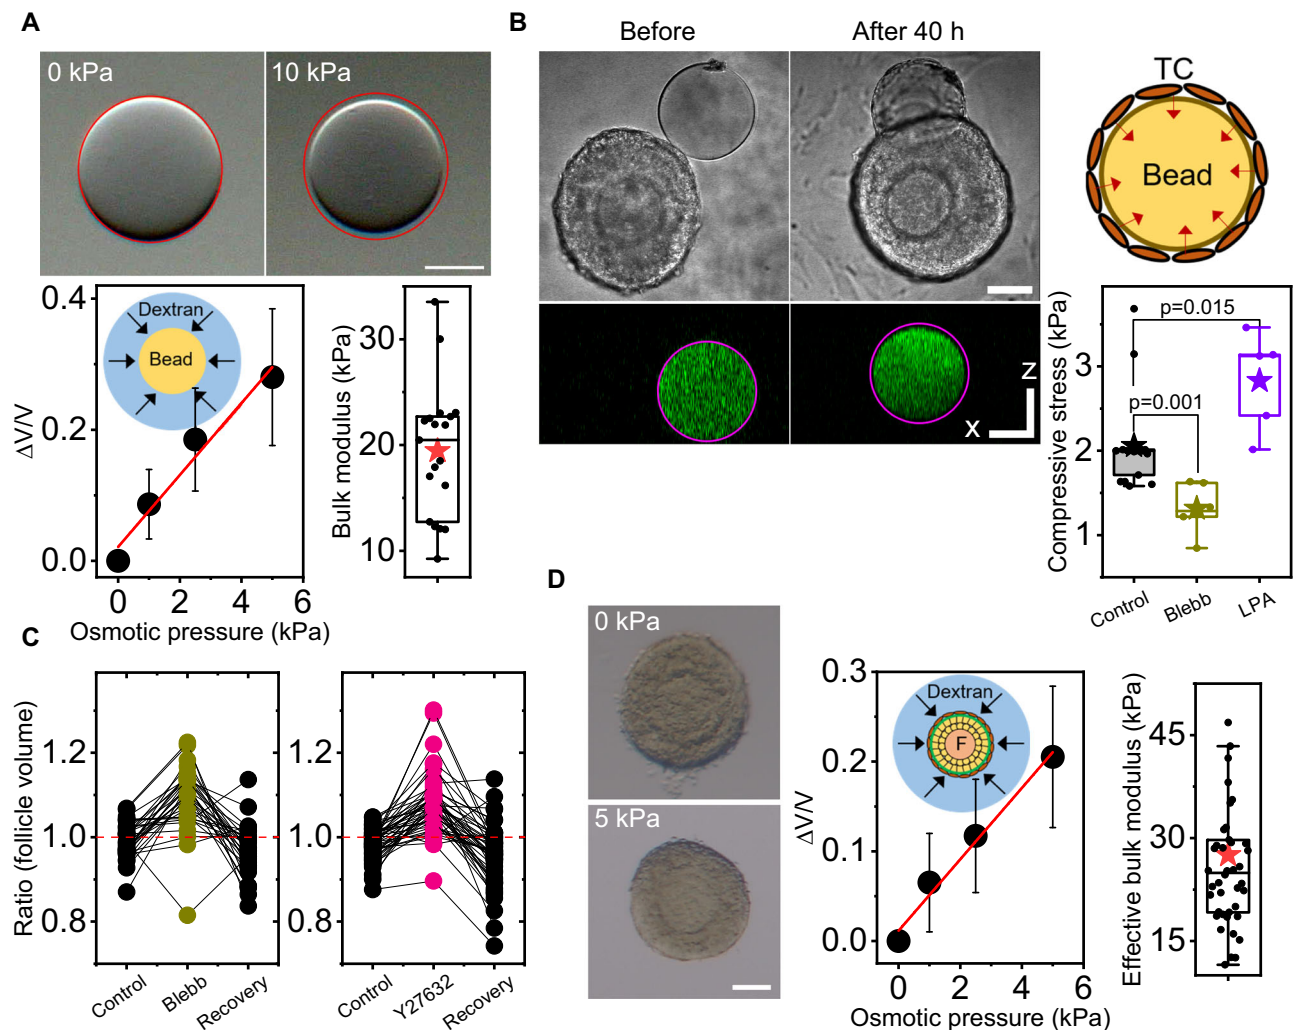 A
0 kPa
10 kPa
0.4
0.2
0.0
ΔV/V
Dextran
Bead
0
2
4
6
Osmotic pressure (kPa)
Bulk modulus (kPa)
30
20
10
B
Before
After 40 h
Z
X
TC
Bead
Compressive stress (kPa)
3
2
1
p=0.015
p=0.001
Control
Blebb
LPA
C
Ratio (follicle volume)
1.2
1.0
0.8
Control
Blebb
Recovery
1.2
1.0
0.8
Control
Y27632
Recovery
D
0 kPa
5 kPa
ΔV/V
0.3
0.2
0.1
0.0
Dextran
F
0
2
4
6
Osmotic pressure (kPa)
Effective bulk modulus (kPa)
45
30
15